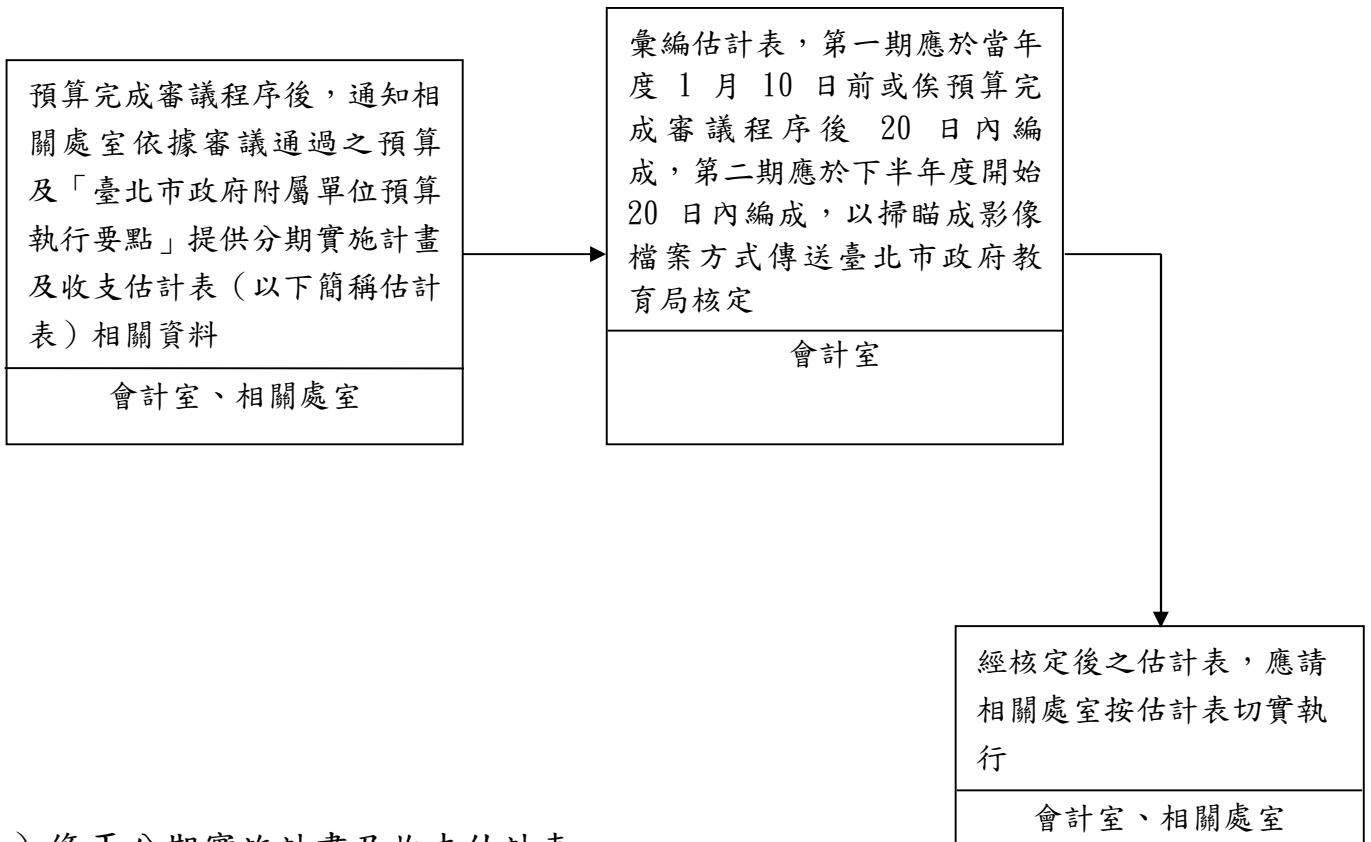 預算完成審議程序後，通知相
關處室依據審議通過之預算
及「臺北市政府附屬單位預算
執行要點」提供分期實施計畫
及收支估計表（以下簡稱估計
表）相關資料
會計室、相關處室
彙編估計表，第一期應於當年
度 1 月 10 日前或俟預算完
成審議程序後 20 日內編
成，第二期應於下半年度開始
20 日內編成，以掃瞄成影像
檔案方式傳送臺北市政府教
育局核定
會計室
經核定後之估計表，應請
相關處室按估計表切實執
行
會計室、相關處室